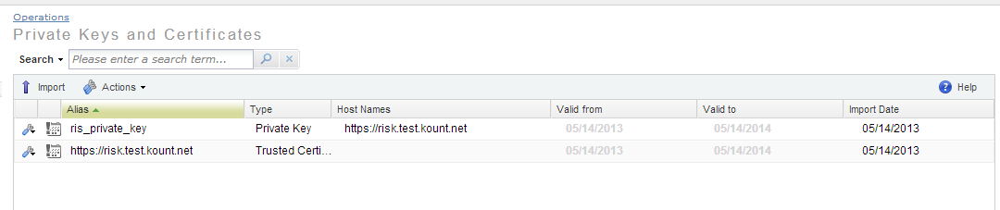 Operations
Private Keys and Certificates
Search Please enter a search term...
Import Actions Help
Alias Type Host Names Valid from Valid to Import Date
ris_private_key Private Key https://risk.test.kount.net 05/14/2013 05/14/2014 05/14/2013
https://risk.test.kount.net Trusted Certi... 05/14/2013 05/14/2014 05/14/2013